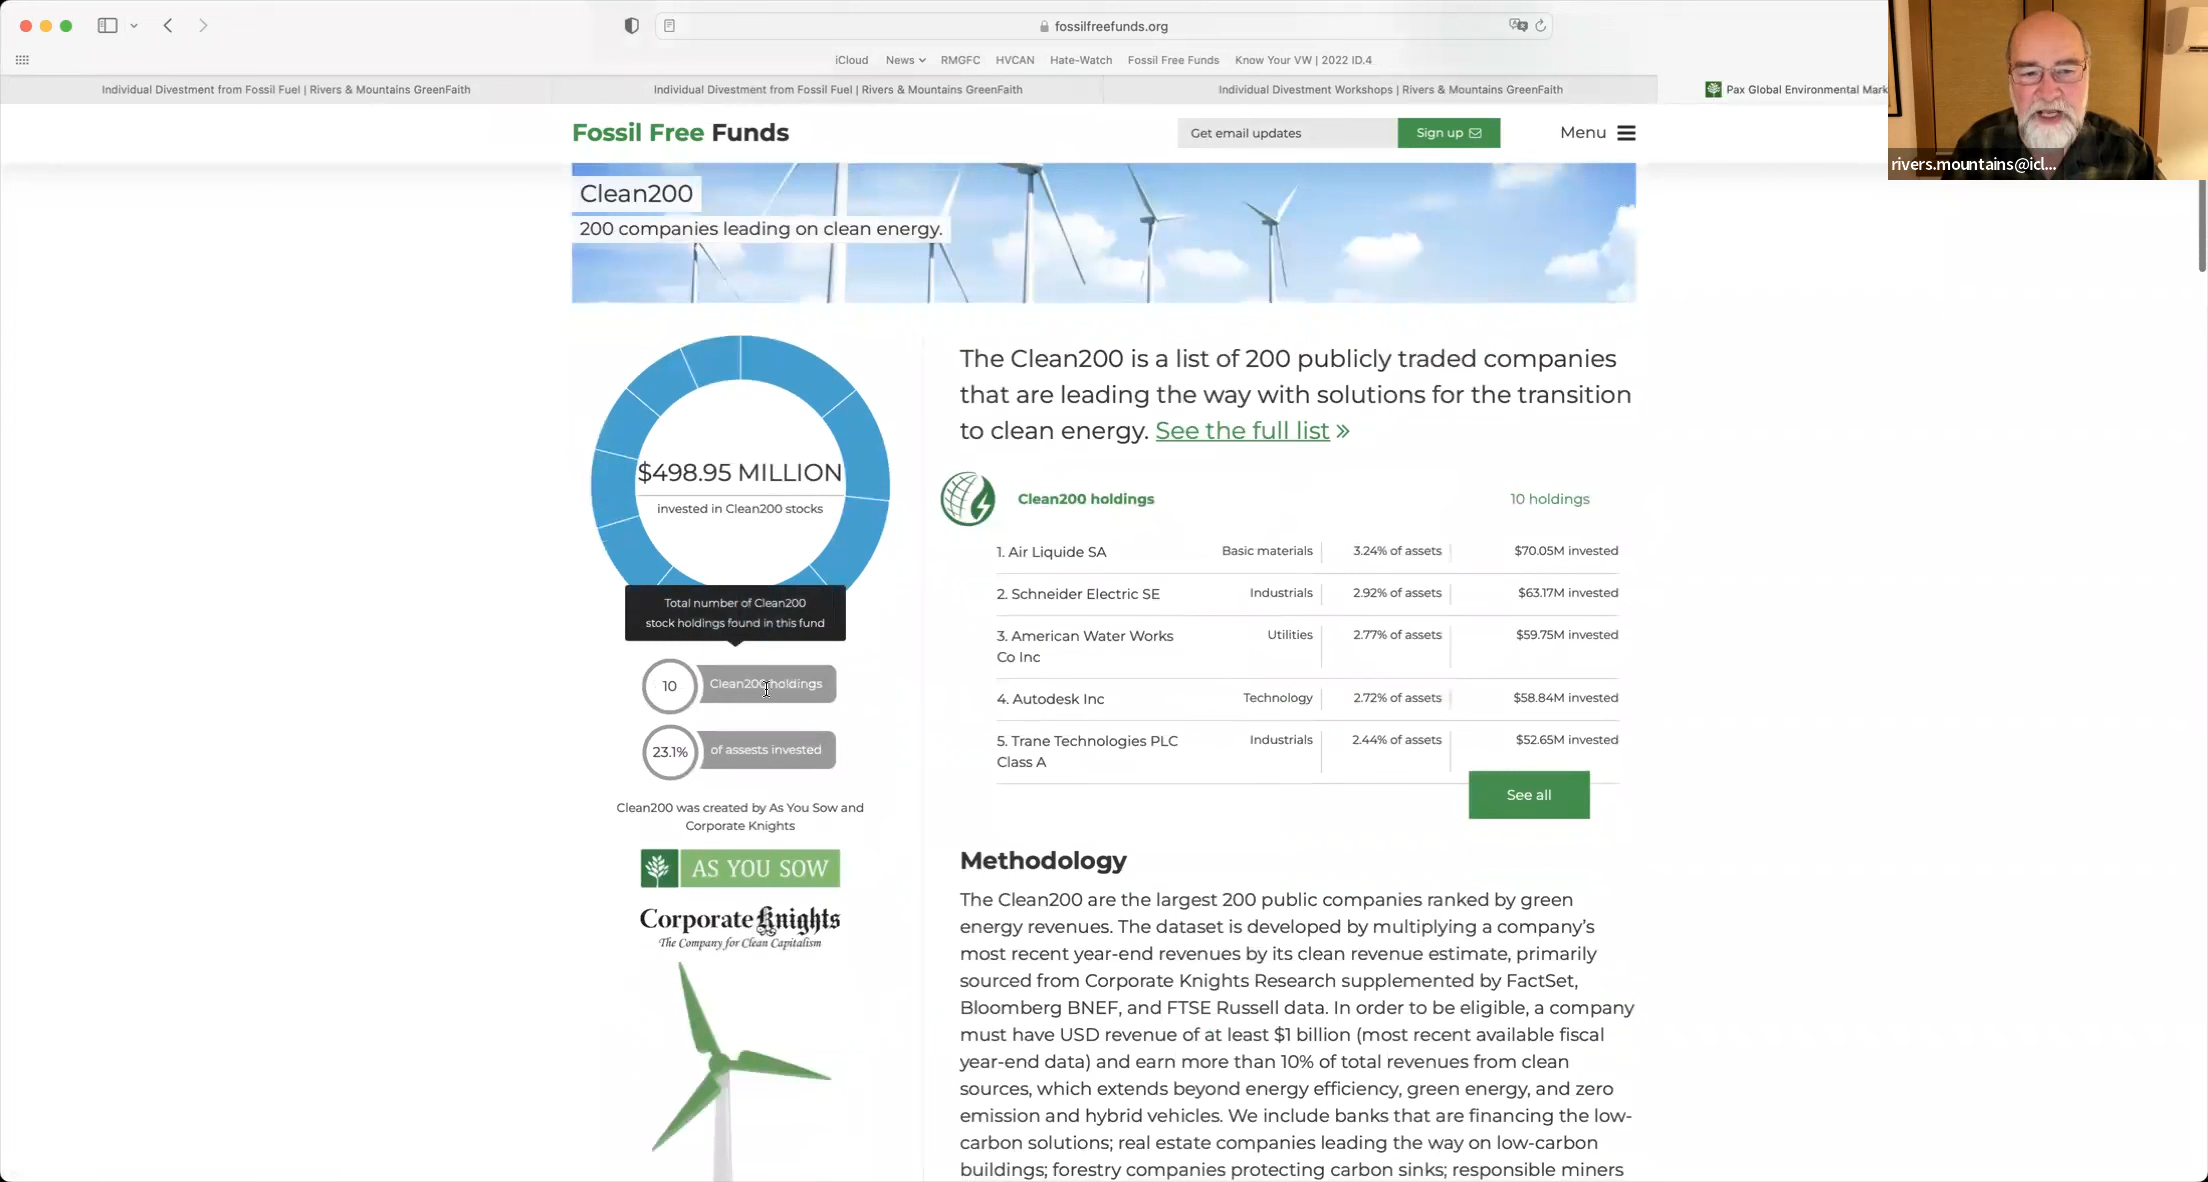 fossilfreefunds.org
iCloud News RMGFC HVCAN Hate-Watch Fossil Free Funds Know Your VW | 2022 ID.4
Individual Divestment from Fossil Fuel | Rivers & Mountains GreenFaith
Individual Divestment from Fossil Fuel | Rivers & Mountains GreenFaith
Individual Divestment Workshops | Rivers & Mountains GreenFaith
Pax Global Environmental Mark
rivers.mountains@icl...
Fossil Free Funds
Get email updates
Sign up
Menu
Clean200
200 companies leading on clean energy.
$498.95 MILLION
invested in Clean200 stocks
Total number of Clean200
stock holdings found in this fund
10 Clean200 holdings
23.1% of assests invested
Clean200 was created by As You Sow and
Corporate Knights
AS YOU SOW
Corporate Knights
The Company for Clean Capitalism
The Clean200 is a list of 200 publicly traded companies
that are leading the way with solutions for the transition
to clean energy. See the full list »
Clean200 holdings 10 holdings
1. Air Liquide SA Basic materials 3.24% of assets $70.05M invested
2. Schneider Electric SE Industrials 2.92% of assets $63.17M invested
3. American Water Works Utilities 2.77% of assets $59.75M invested
Co Inc
4. Autodesk Inc Technology 2.72% of assets $58.84M invested
5. Trane Technologies PLC Industrials 2.44% of assets $52.65M invested
Class A
See all
Methodology
The Clean200 are the largest 200 public companies ranked by green
energy revenues. The dataset is developed by multiplying a company's
most recent year-end revenues by its clean revenue estimate, primarily
sourced from Corporate Knights Research supplemented by FactSet,
Bloomberg BNEF, and FTSE Russell data. In order to be eligible, a company
must have USD revenue of at least $1 billion (most recent available fiscal
year-end data) and earn more than 10% of total revenues from clean
sources, which extends beyond energy efficiency, green energy, and zero
emission and hybrid vehicles. We include banks that are financing the low-
carbon solutions; real estate companies leading the way on low-carbon
buildings; forestry companies protecting carbon sinks; responsible miners